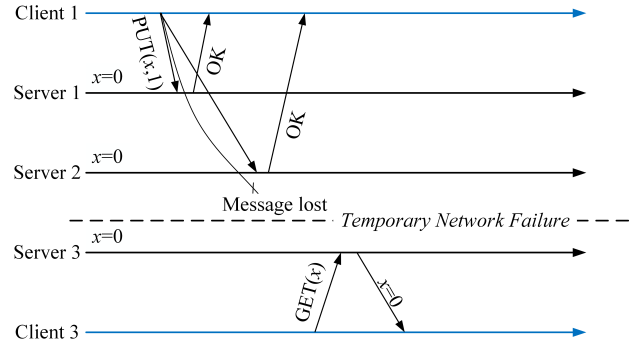 Client 1
PUT(x,1)
OK
x=0
Server 1
OK
x=0
Server 2
Message lost
Temporary Network Failure
x=0
Server 3
GET(x)
x=0
Client 3